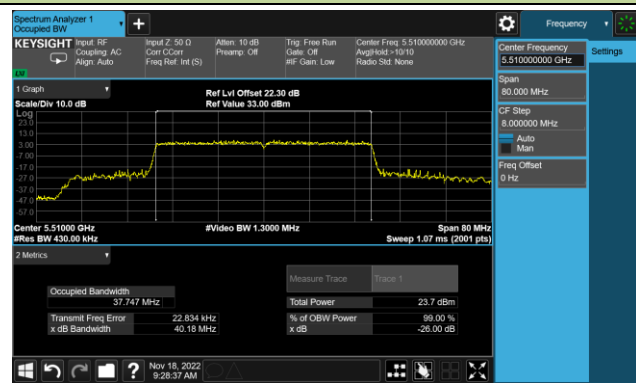 Spectrum Analyzer 1
Occupied BW
+
Frequency
KEYSIGHT
Input: RF
Coupling: AC
Align: Auto
Input Z: 50 Ω
Corr CCorr
Freq Ref: Int (S)
Atten: 10 dB
Preamp: Off
Trig: Free Run
Gate: Off
#IF Gain: Low
Center Freq: 5.510000000 GHz
Avg|Hold:>10/10
Radio Std: None
Center Frequency
5.510000000 GHz
Settings
Span
80.000 MHz
CF Step
8.000000 MHz
Auto
Man
Freq Offset
0 Hz
1 Graph
Scale/Div 10.0 dB
Ref Lvl Offset 22.30 dB
Ref Value 33.00 dBm
Log
23.0
13.0
3.00
-7.00
-17.0
-27.0
-37.0
-47.0
-57.0
Center 5.51000 GHz
#Res BW 430.00 kHz
#Video BW 1.3000 MHz
Span 80 MHz
Sweep 1.07 ms (2001 pts)
2 Metrics
Measure Trace
Trace 1
Occupied Bandwidth
37.747 MHz
Total Power
23.7 dBm
Transmit Freq Error
22.834 kHz
% of OBW Power
99.00 %
x dB Bandwidth
40.18 MHz
x dB
-26.00 dB
?
Nov 18, 2022
9:28:37 AM